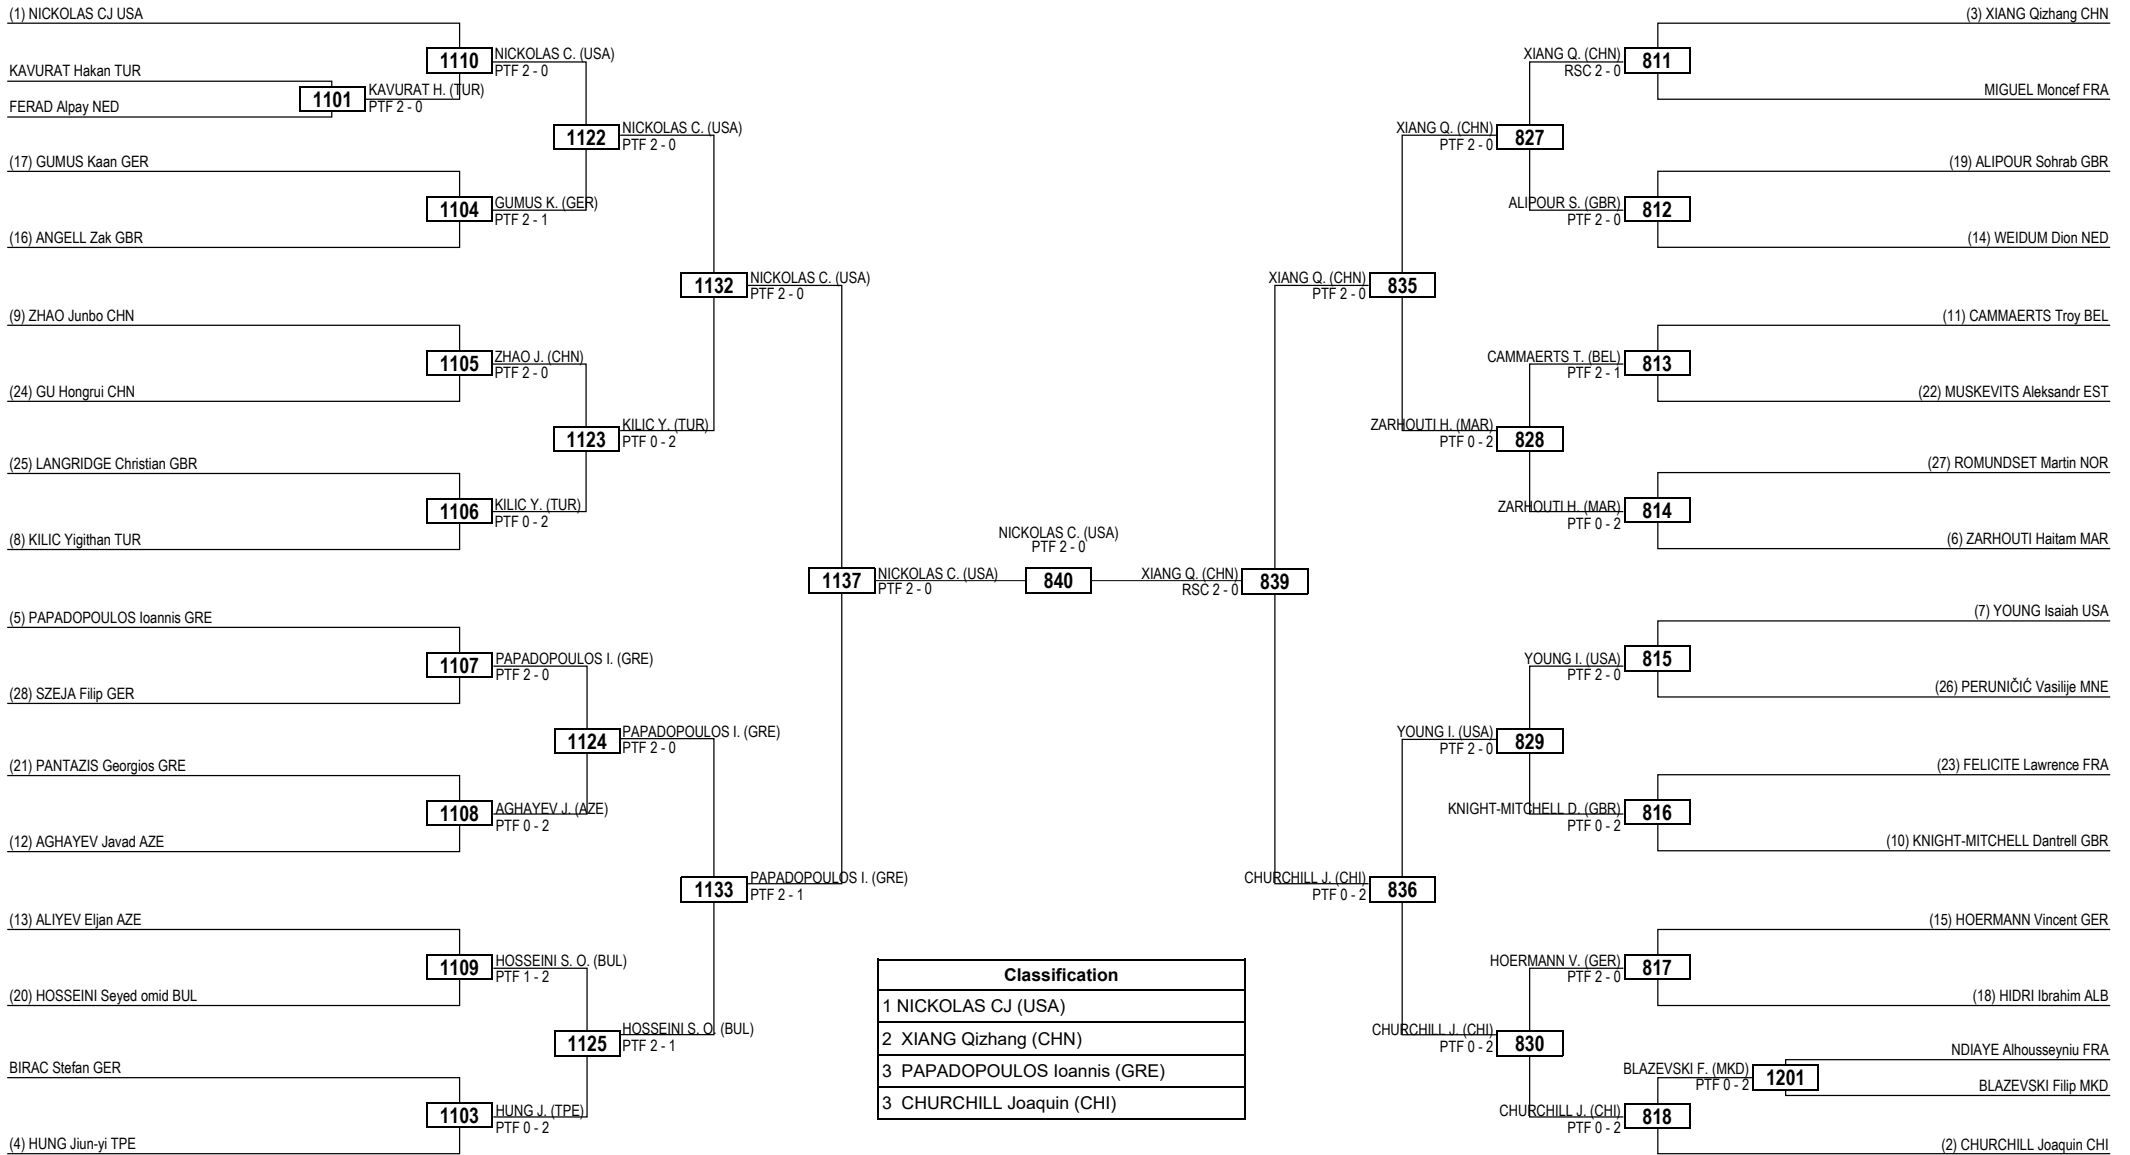 (1) NICKOLAS CJ USA
KAVURAT Hakan TUR
FERAD Alpay NED
1101
KAVURAT H. (TUR)
PTF 2 - 0
1110
NICKOLAS C. (USA)
PTF 2 - 0
(17) GUMUS Kaan GER
(16) ANGELL Zak GBR
1104
GUMUS K. (GER)
PTF 2 - 1
1122
NICKOLAS C. (USA)
PTF 2 - 0
(9) ZHAO Junbo CHN
(24) GU Hongrui CHN
1105
ZHAO J. (CHN)
PTF 2 - 0
(25) LANGRIDGE Christian GBR
(8) KILIC Yigithan TUR
1106
KILIC Y. (TUR)
PTF 0 - 2
1123
KILIC Y. (TUR)
PTF 0 - 2
1132
NICKOLAS C. (USA)
PTF 2 - 0
(5) PAPADOPOULOS Ioannis GRE
(28) SZEJA Filip GER
1107
PAPADOPOULOS I. (GRE)
PTF 2 - 0
(21) PANTAZIS Georgios GRE
(12) AGHAYEV Javad AZE
1108
AGHAYEV J. (AZE)
PTF 0 - 2
1124
PAPADOPOULOS I. (GRE)
PTF 2 - 0
(13) ALIYEV Eljan AZE
(20) HOSSEINI Seyed omid BUL
1109
HOSSEINI S. O. (BUL)
PTF 1 - 2
BIRAC Stefan GER
(4) HUNG Jiun-yi TPE
1103
HUNG J. (TPE)
PTF 0 - 2
1125
HOSSEINI S. O. (BUL)
PTF 2 - 1
1133
PAPADOPOULOS I. (GRE)
PTF 2 - 1
1137
NICKOLAS C. (USA)
PTF 2 - 0
NICKOLAS C. (USA)
PTF 2 - 0
840
XIANG Q. (CHN)
RSC 2 - 0
839
(3) XIANG Qizhang CHN
MIGUEL Moncef FRA
XIANG Q. (CHN)
RSC 2 - 0
811
(19) ALIPOUR Sohrab GBR
(14) WEIDUM Dion NED
ALIPOUR S. (GBR)
PTF 2 - 0
812
XIANG Q. (CHN)
PTF 2 - 0
827
(11) CAMMAERTS Troy BEL
(22) MUSKEVITS Aleksandr EST
CAMMAERTS T. (BEL)
PTF 2 - 1
813
(27) ROMUNDSET Martin NOR
(6) ZARHOUTI Haitam MAR
ZARHOUTI H. (MAR)
PTF 0 - 2
814
ZARHOUTI H. (MAR)
PTF 0 - 2
828
XIANG Q. (CHN)
PTF 2 - 0
835
(7) YOUNG Isaiah USA
(26) PERUNIČIĆ Vasilije MNE
YOUNG I. (USA)
PTF 2 - 0
815
(23) FELICITE Lawrence FRA
(10) KNIGHT-MITCHELL Dantrell GBR
KNIGHT-MITCHELL D. (GBR)
PTF 0 - 2
816
YOUNG I. (USA)
PTF 2 - 0
829
(15) HOERMANN Vincent GER
(18) HIDRI Ibrahim ALB
HOERMANN V. (GER)
PTF 2 - 0
817
NDIAYE Alhousseyniu FRA
BLAZEVSKI Filip MKD
BLAZEVSKI F. (MKD)
PTF 0 - 2
1201
(2) CHURCHILL Joaquin CHI
CHURCHILL J. (CHI)
PTF 0 - 2
818
CHURCHILL J. (CHI)
PTF 0 - 2
830
CHURCHILL J. (CHI)
PTF 0 - 2
836
Classification
1 NICKOLAS CJ (USA)
2 XIANG Qizhang (CHN)
3 PAPADOPOULOS Ioannis (GRE)
3 CHURCHILL Joaquin (CHI)